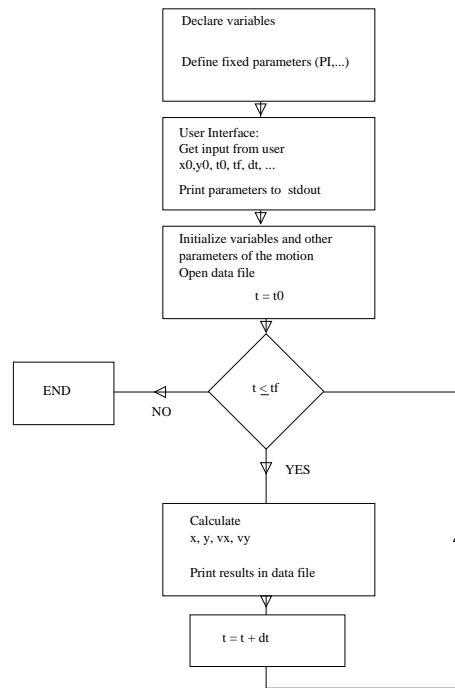 Declare variables
Define fixed parameters (PI,...)
User Interface:
Get input from user
x0,y0, t0, tf, dt, ...
Print parameters to stdout
Initialize variables and other
parameters of the motion
Open data file
t = t0
t ≤ tf
END
NO
YES
Calculate
x, y, vx, vy
Print results in data file
t = t + dt